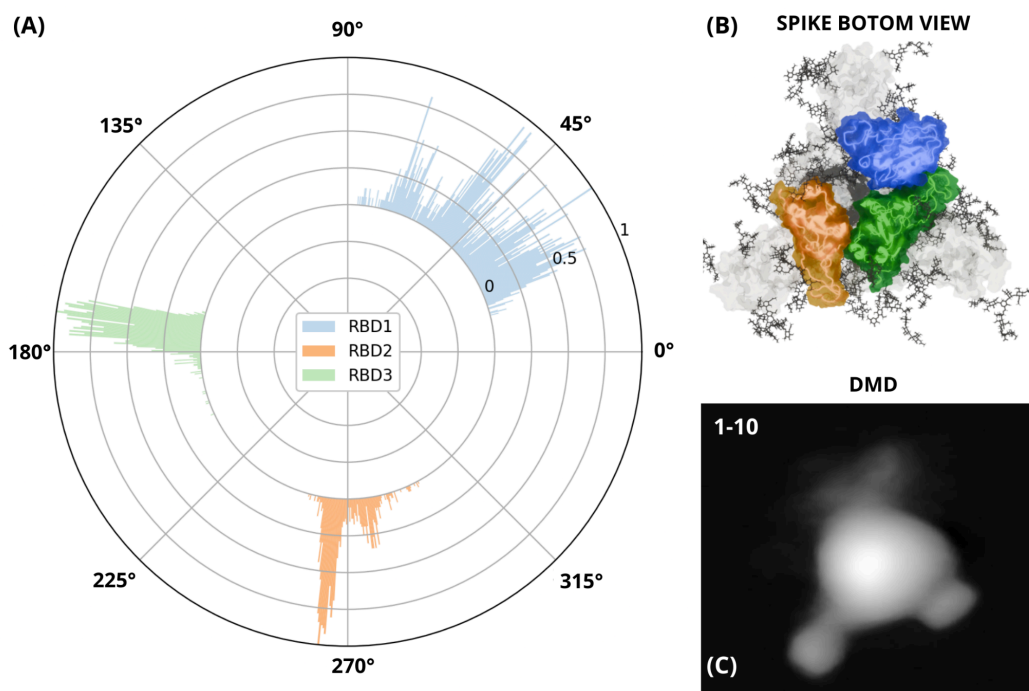 (A)
90°
135°
45°
1
0.5
0
RBD1
RBD2
RBD3
180°
0°
225°
315°
270°
(B)
SPIKE BOTOM VIEW
DMD
1-10
(C)